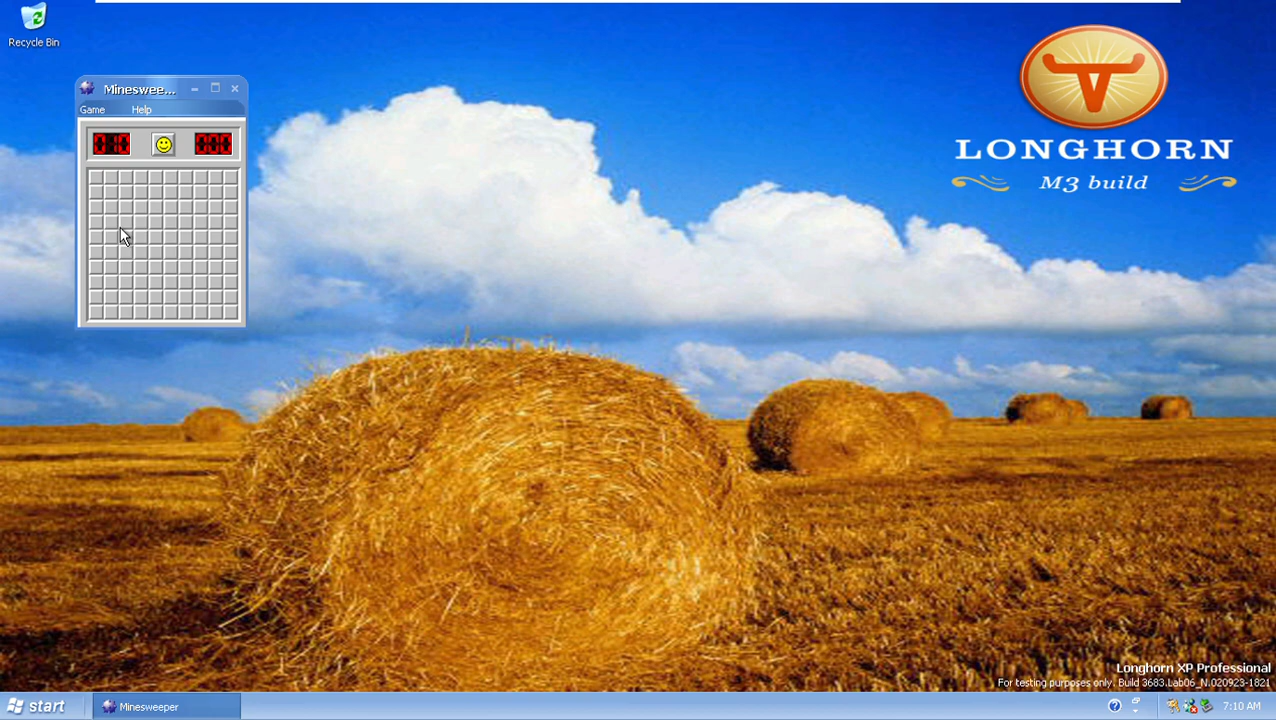 Recycle Bin
Mineswee...
Game Help
010 000
LONGHORN
M3 build
Longhorn XP Professional
For testing purposes only. Build 3683.Lab06_N.020923-1821
start Minesweeper 7:10 AM